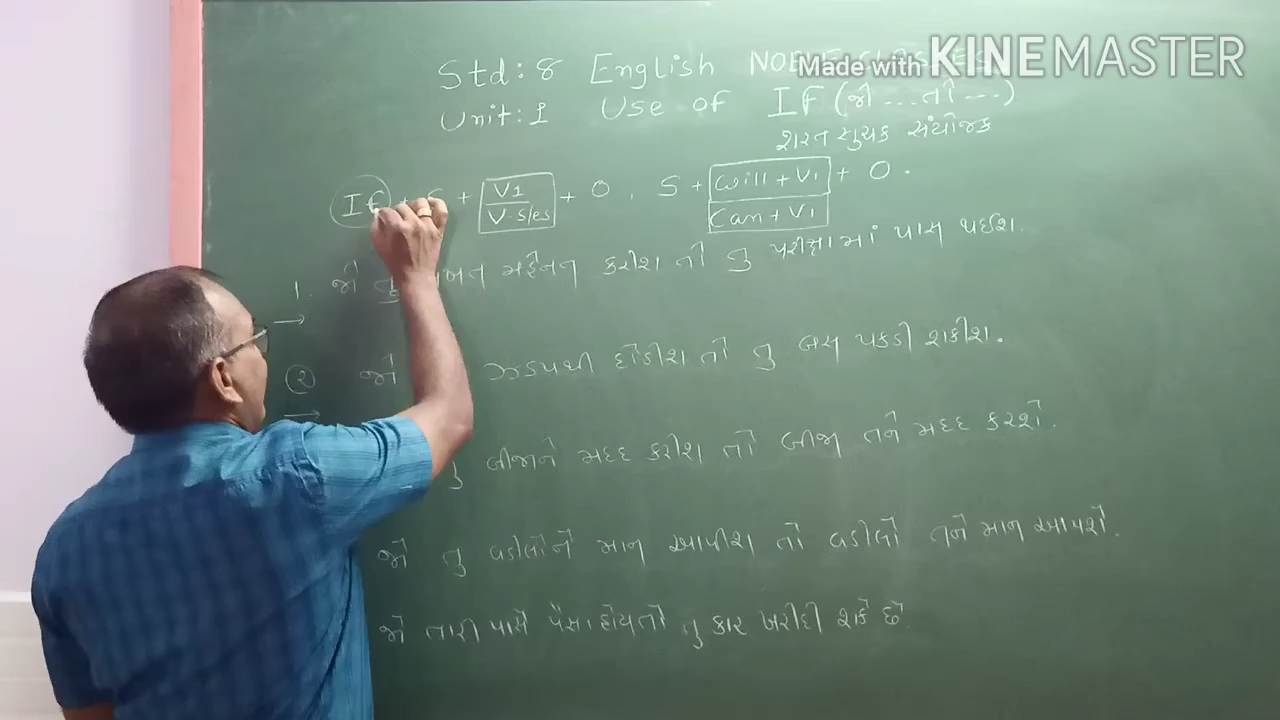 Std: 8 English NOBLE CLASSES
Made with KINEMASTER
Unit: 1 Use of IF (જો ... તો ...)
શરત સુચક સંયોજક
If + S + V1 / V.s/es + O, S + will + V1 / Can + V1 + O.
1. જો તુ મહેનત કરીશ તો તુ પરીક્ષામાં પાસ થઈશ.
→
૨ જો ઝડપથી દોડીશ તો તુ બસ પકડી શકીશ.
→
તુ બીજાને મદદ કરીશ તો બીજા તને મદદ કરશે.
જો તુ વડીલોને માન આપીશ તો વડીલો તને માન આપશે.
જો તારી પાસે પૈસા હોય તો તુ કાર ખરીદી શકે છે.